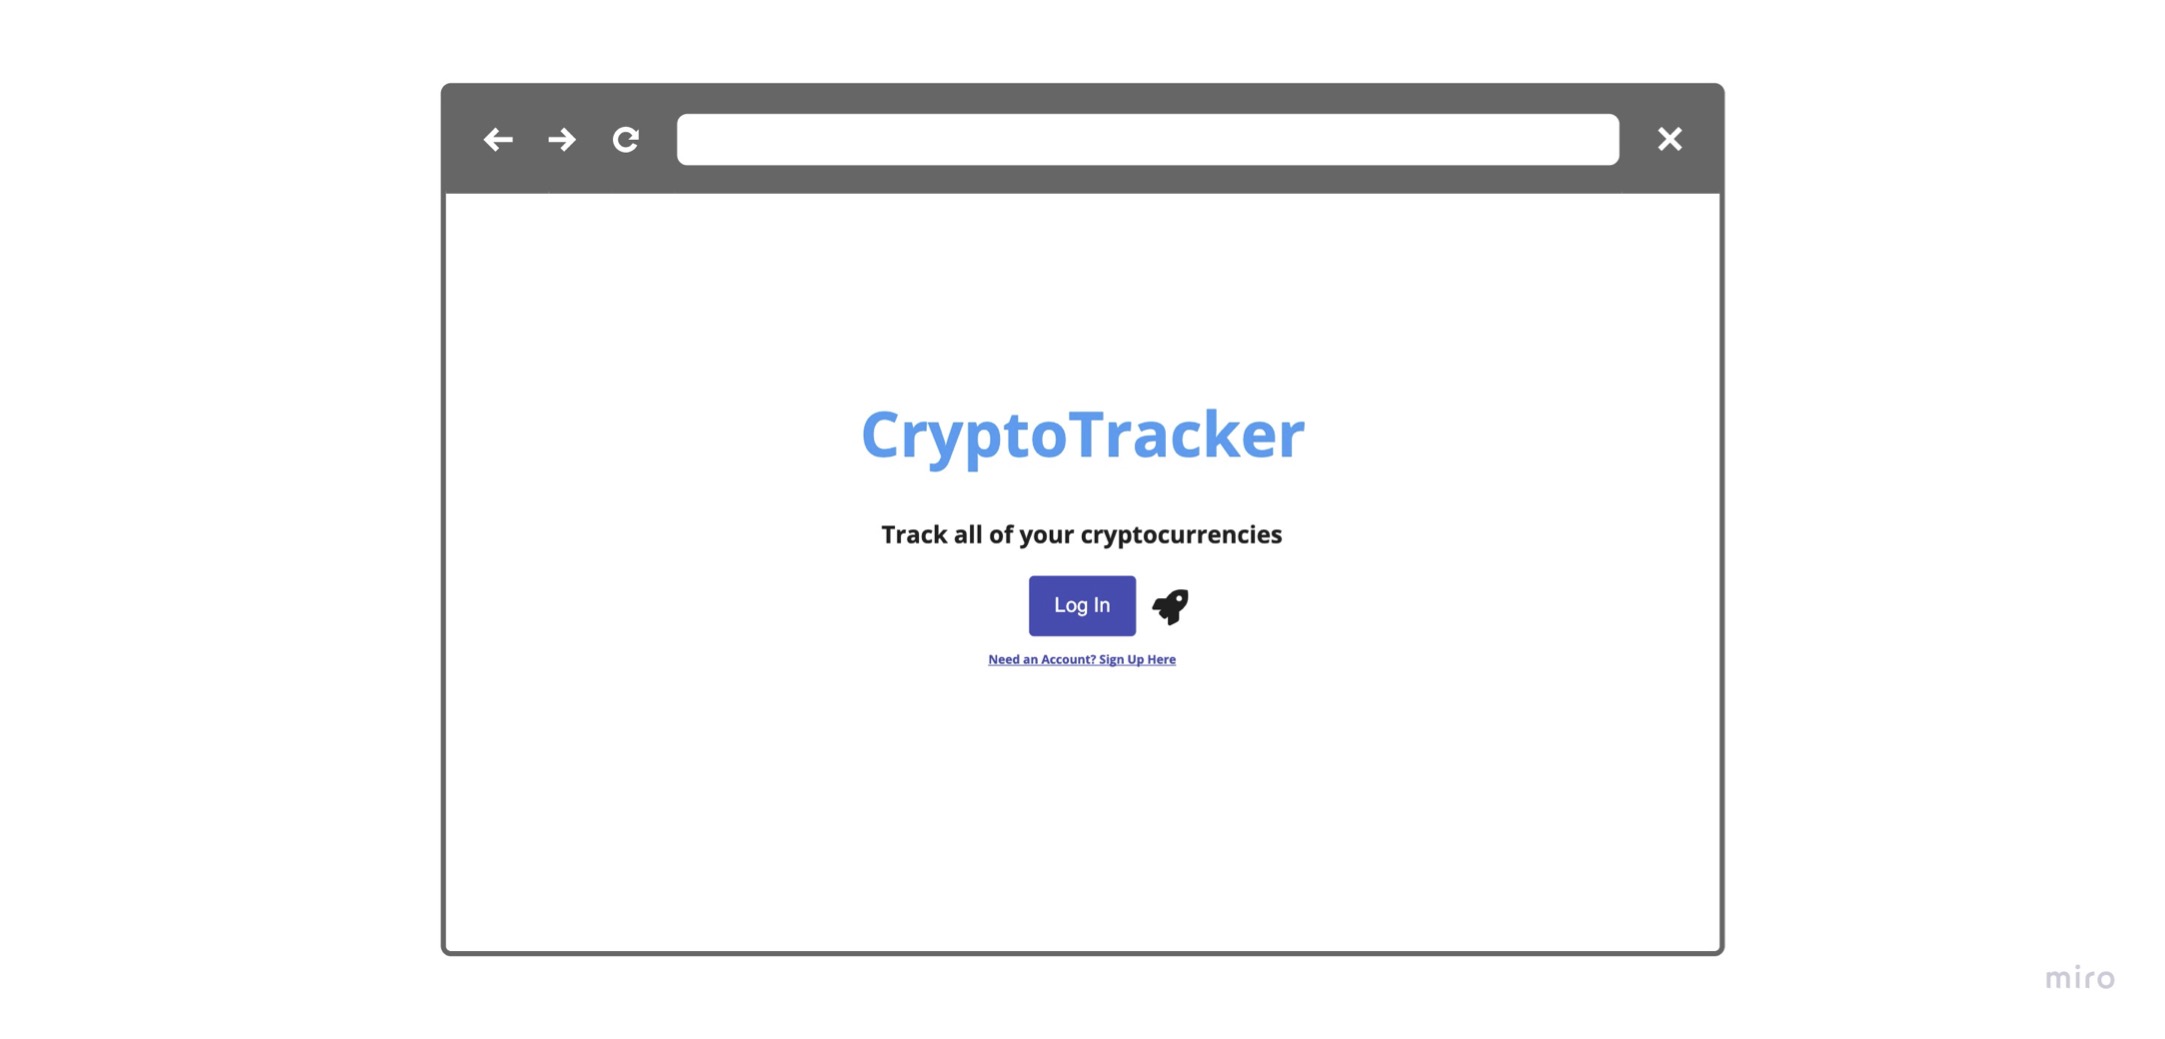 CryptoTracker
Track all of your cryptocurrencies
Log In
Need an Account? Sign Up Here
miro